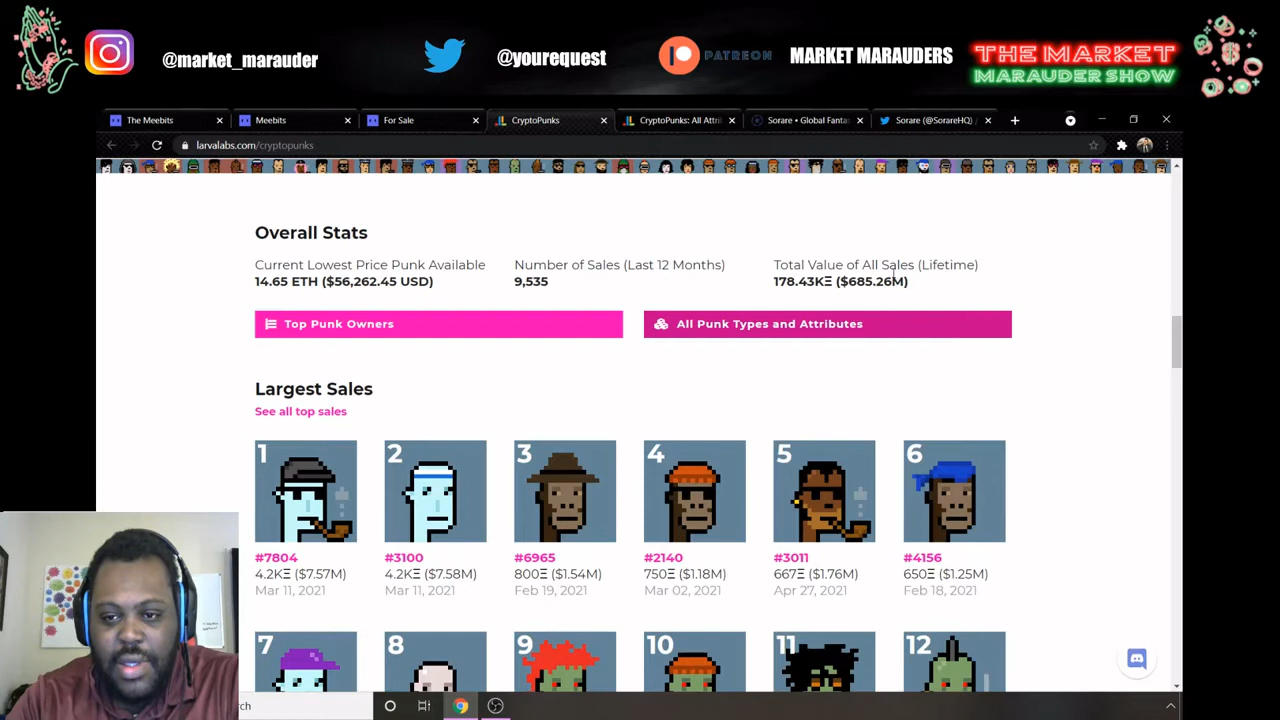 @market_marauder
@yourequest
PATREON
MARKET MARAUDERS
THE MARKET
MARAUDER SHOW
The Meebits
Meebits
For Sale
CryptoPunks
CryptoPunks: All Attri
Sorare • Global Fanta
Sorare (@SorareHQ) /
larvalabs.com/cryptopunks
Overall Stats
Current Lowest Price Punk Available
14.65 ETH ($56,262.45 USD)
Number of Sales (Last 12 Months)
9,535
Total Value of All Sales (Lifetime)
178.43KΞ ($685.26M)
Top Punk Owners
All Punk Types and Attributes
Largest Sales
See all top sales
1
2
3
4
5
6
#7804
4.2KΞ ($7.57M)
Mar 11, 2021
#3100
4.2KΞ ($7.58M)
Mar 11, 2021
#6965
800Ξ ($1.54M)
Feb 19, 2021
#2140
750Ξ ($1.18M)
Mar 02, 2021
#3011
667Ξ ($1.76M)
Apr 27, 2021
#4156
650Ξ ($1.25M)
Feb 18, 2021
7
8
9
10
11
12
rch